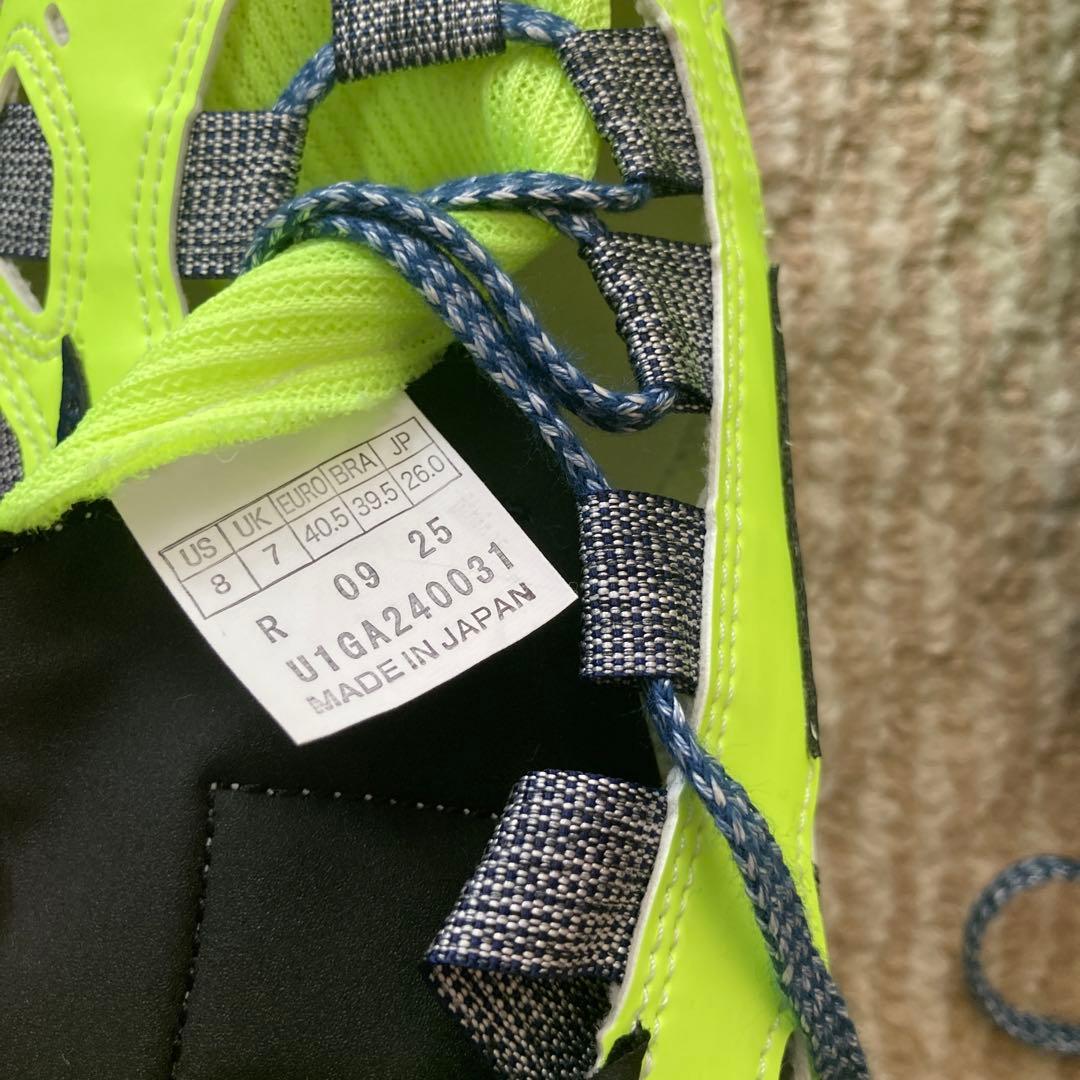 US UK EURO BRA JP
8 7 40.5 39.5 26.0
R 09 25
U1GA240031
MADE IN JAPAN